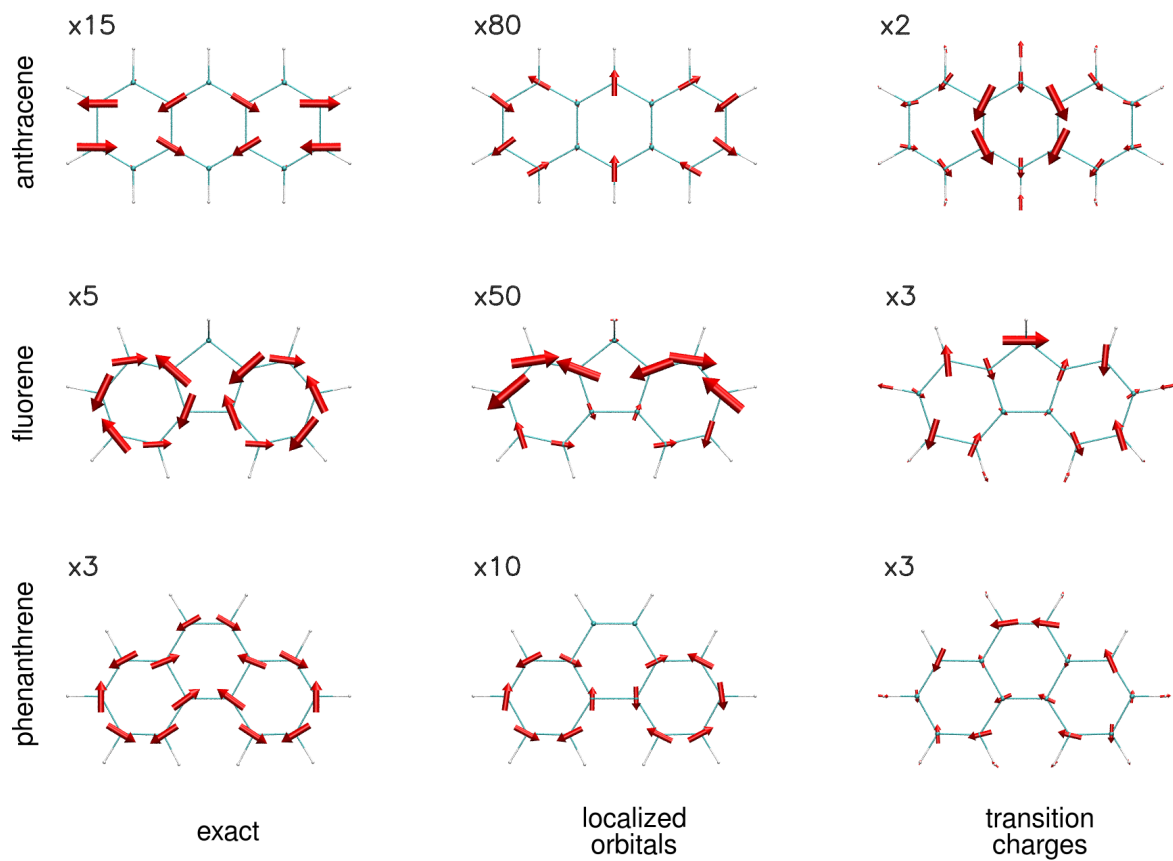 x15 x80 x2
anthracene
x5 x50 x3
fluorene
x3 x10 x3
phenanthrene
exact
localized
orbitals
transition
charges